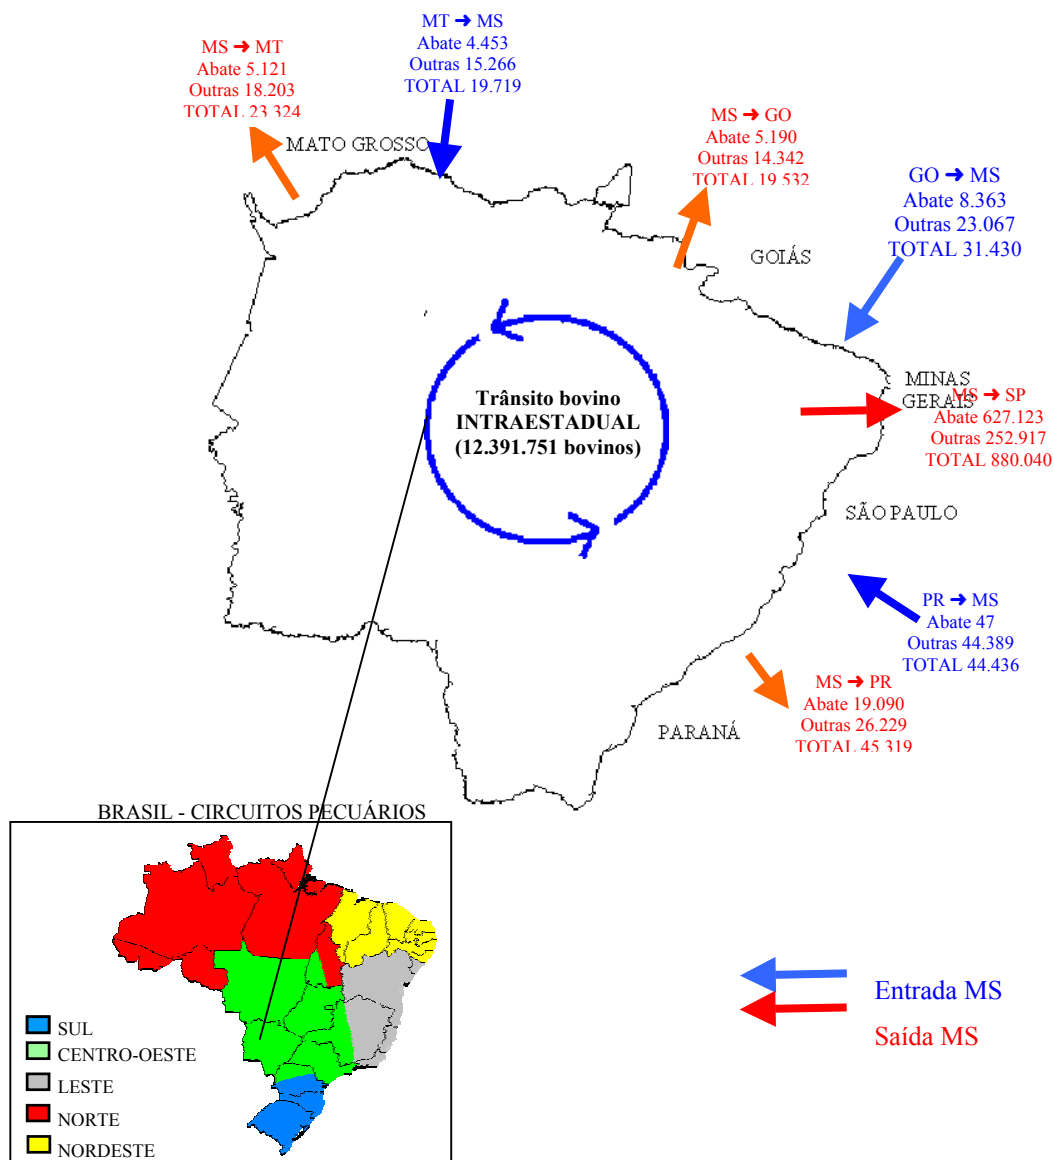 MT ➔ MS
Abate 4.453
Outras 15.266
TOTAL 19.719
MS ➔ MT
Abate 5.121
Outras 18.203
TOTAL 23.324
MS ➔ GO
Abate 5.190
Outras 14.342
TOTAL 19.532
MATO GROSSO
GO ➔ MS
Abate 8.363
Outras 23.067
TOTAL 31.430
GOIÁS
MINAS
GERAIS
MS ➔ SP
Abate 627.123
Outras 252.917
TOTAL 880.040
Trânsito bovino
INTRAESTADUAL
(12.391.751 bovinos)
SÃO PAULO
PR ➔ MS
Abate 47
Outras 44.389
TOTAL 44.436
MS ➔ PR
Abate 19.090
Outras 26.229
TOTAL 45.319
PARANÁ
BRASIL - CIRCUITOS PECUÁRIOS
SUL
CENTRO-OESTE
LESTE
NORTE
NORDESTE
Entrada MS
Saída MS